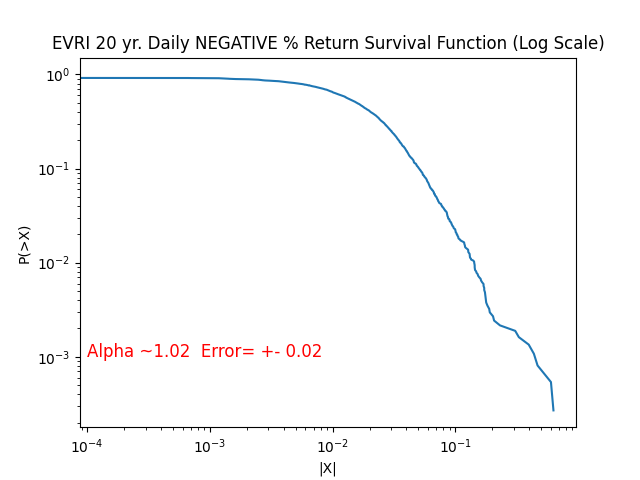 EVRI 20 yr. Daily NEGATIVE % Return Survival Function (Log Scale)
10⁰
10⁻¹
10⁻²
10⁻³
P(>X)
Alpha ~1.02  Error= +- 0.02
10⁻⁴ 10⁻³ 10⁻² 10⁻¹
|X|